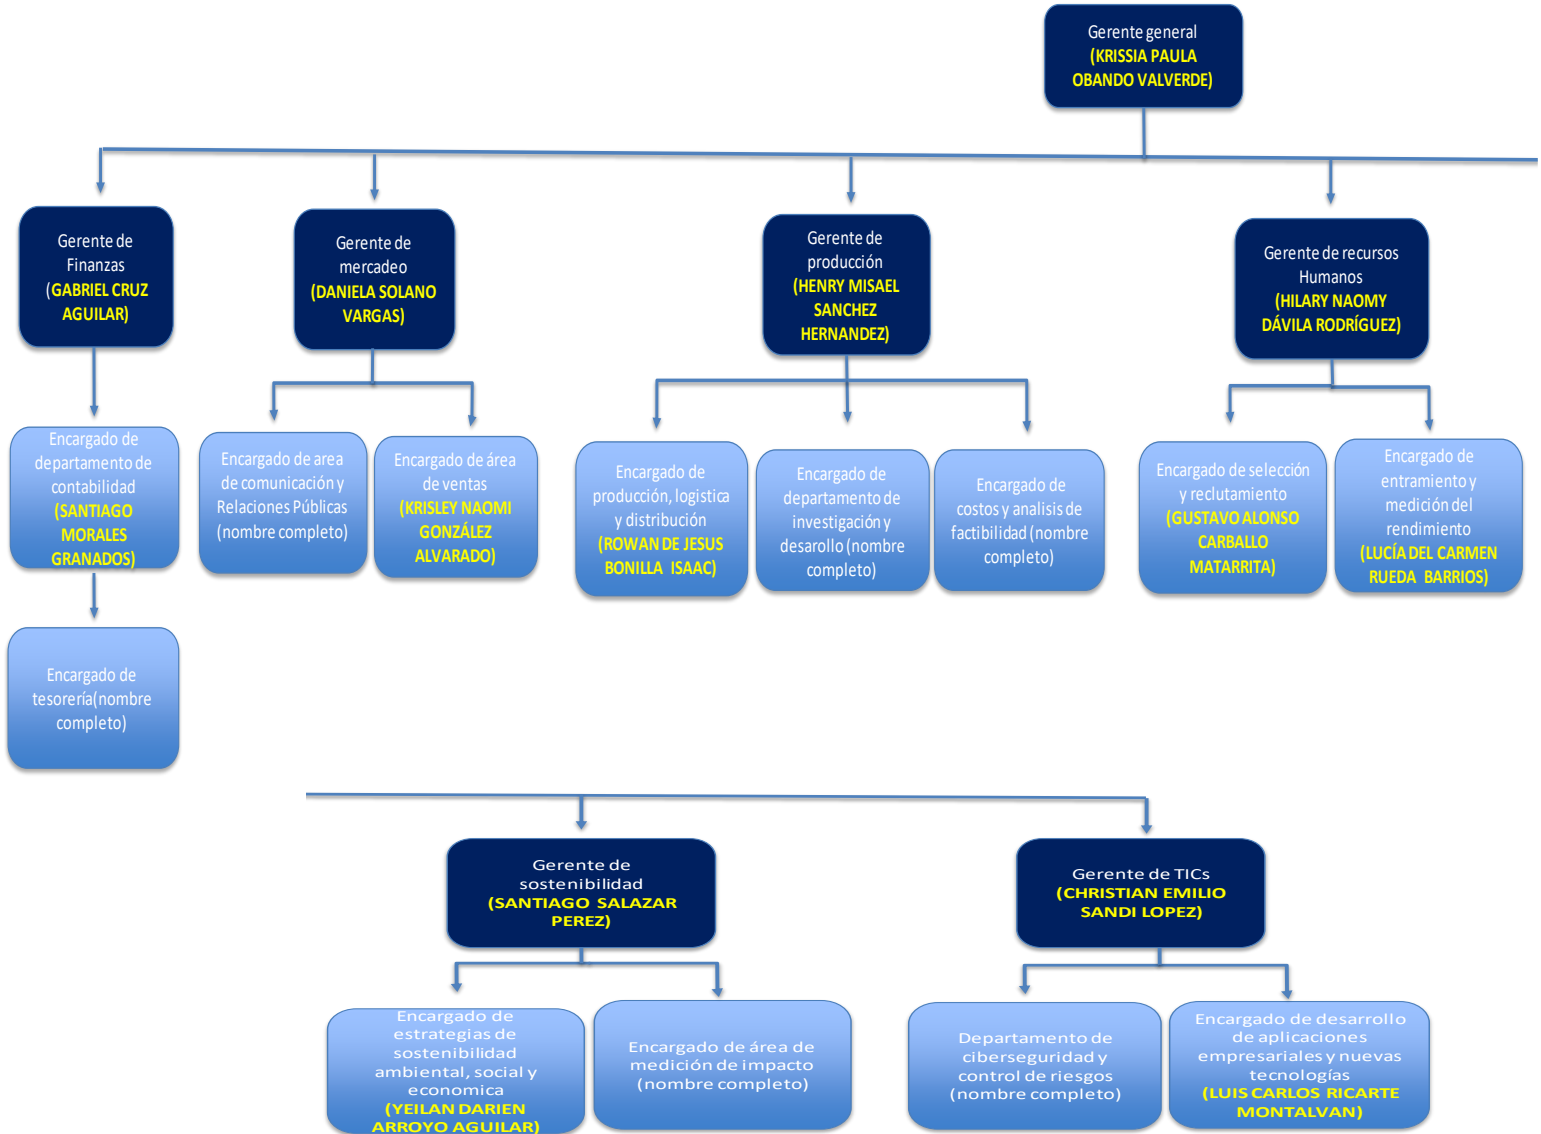 Gerente general
(KRISSIA PAULA
OBANDO VALVERDE)
Gerente de
Finanzas
(GABRIEL CRUZ
AGUILAR)
Gerente de
mercadeo
(DANIELA SOLANO
VARGAS)
Gerente de
producción
(HENRY MISAEL
SANCHEZ
HERNANDEZ)
Gerente de recursos
Humanos
(HILARY NAOMY
DÁVILA RODRÍGUEZ)
Encargado de
departamento de
contabilidad
(SANTIAGO
MORALES
GRANADOS)
Encargado de area
de comunicación y
Relaciones Públicas
(nombre completo)
Encargado de área
de ventas
(KRISLEY NAOMI
GONZÁLEZ
ALVARADO)
Encargado de
producción, logistica
y distribución
(ROWAN DE JESUS
BONILLA ISAAC)
Encargado de
departamento de
investigación y
desarollo (nombre
completo)
Encargado de
costos y analisis de
factibilidad (nombre
completo)
Encargado de selección
y reclutamiento
(GUSTAVO ALONSO
CARBALLO
MATARRITA)
Encargado de
entramiento y
medición del
rendimiento
(LUCÍA DEL CARMEN
RUEDA BARRIOS)
Encargado de
tesorería(nombre
completo)
Gerente de
sostenibilidad
(SANTIAGO SALAZAR
PEREZ)
Gerente de TICs
(CHRISTIAN EMILIO
SANDI LOPEZ)
Encargado de
estrategias de
sostenibilidad
ambiental, social y
economica
(YEILAN DARIEN
ARROYO AGUILAR)
Encargado de área de
medición de impacto
(nombre completo)
Departamento de
ciberseguridad y
control de riesgos
(nombre completo)
Encargado de desarrollo
de aplicaciones
empresariales y nuevas
tecnologías
(LUIS CARLOS RICARTE
MONTALVAN)